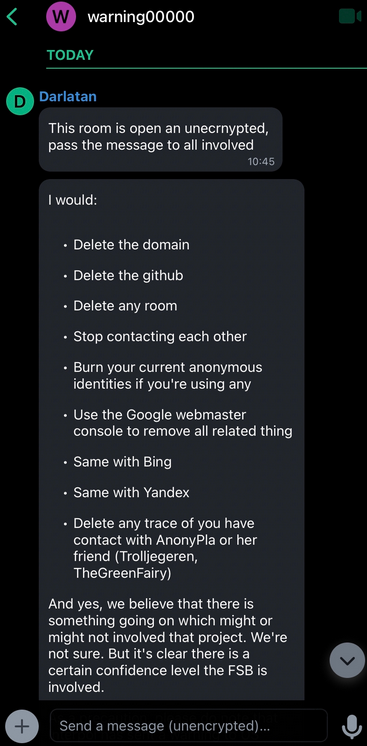 W warning00000
TODAY
D Darlatan
This room is open an unecrnypted,
pass the message to all involved
10:45
I would:
• Delete the domain
• Delete the github
• Delete any room
• Stop contacting each other
• Burn your current anonymous
identities if you're using any
• Use the Google webmaster
console to remove all related thing
• Same with Bing
• Same with Yandex
• Delete any trace of you have
contact with AnonyPla or her
friend (Trolljegeren,
TheGreenFairy)
And yes, we believe that there is
something going on which might or
might not involved that project. We're
not sure. But it's clear there is a
certain confidence level the FSB is
involved.
Send a message (unencrypted)...